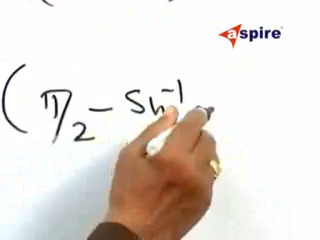 aspire
( π/2 − Sin⁻¹